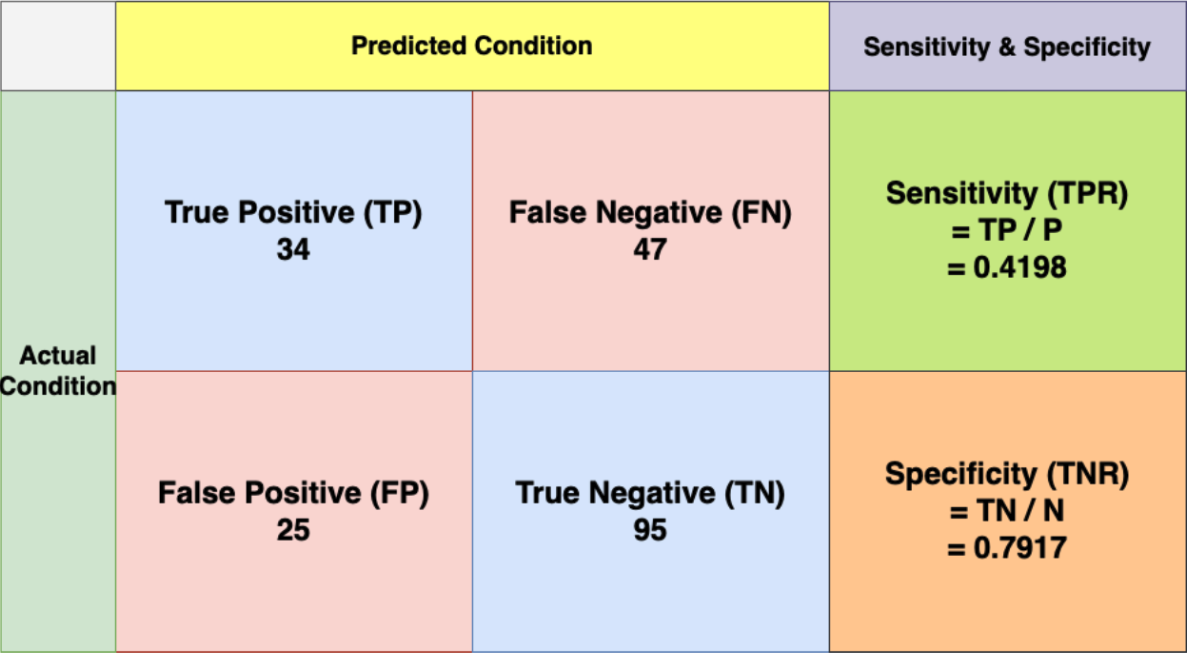 Predicted Condition
Sensitivity & Specificity
True Positive (TP)
34
False Negative (FN)
47
Sensitivity (TPR)
= TP / P
= 0.4198
Actual
Condition
False Positive (FP)
25
True Negative (TN)
95
Specificity (TNR)
= TN / N
= 0.7917